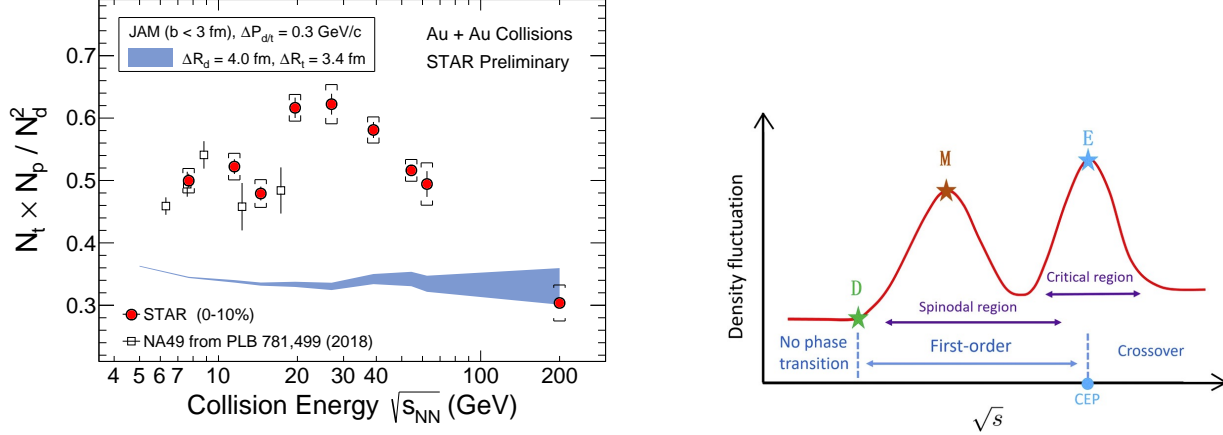 JAM (b < 3 fm), ΔP_{d/t} = 0.3 GeV/c
ΔR_d = 4.0 fm, ΔR_t = 3.4 fm
Au + Au Collisions
STAR Preliminary
N_t × N_p / N_d^2
0.7
0.6
0.5
0.4
0.3
STAR (0-10%)
NA49 from PLB 781,499 (2018)
4 5 6 7 10 20 30 40 100 200
Collision Energy √s_{NN} (GeV)
Density fluctuation
M
E
D
Critical region
Spinodal region
No phase
transition
First-order
Crossover
CEP
√s